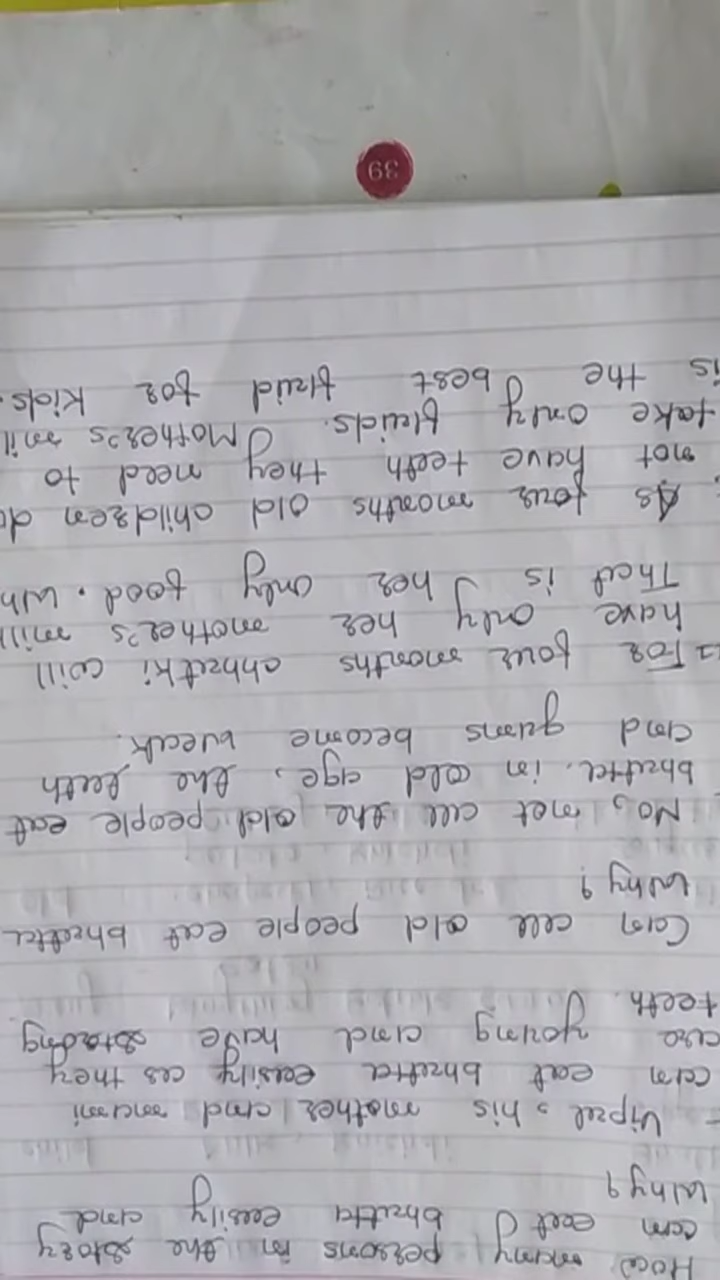 How many persons in the story
can eat bhutta easily and
Why?
- Vipul, his mother and mami
can eat bhutta easily as they
are young and have strong
teeth.
Can all old people eat bhutta
Why?
No, not all the old people eat
bhutta. in old age, the teeth
and gums become weak.
For four months chhutki will
have only her mother's milk
That is her only food. Wh
As four months old children do
not have teeth they need to
take only fluids. Mother's mil
is the best fluid for kids.
39